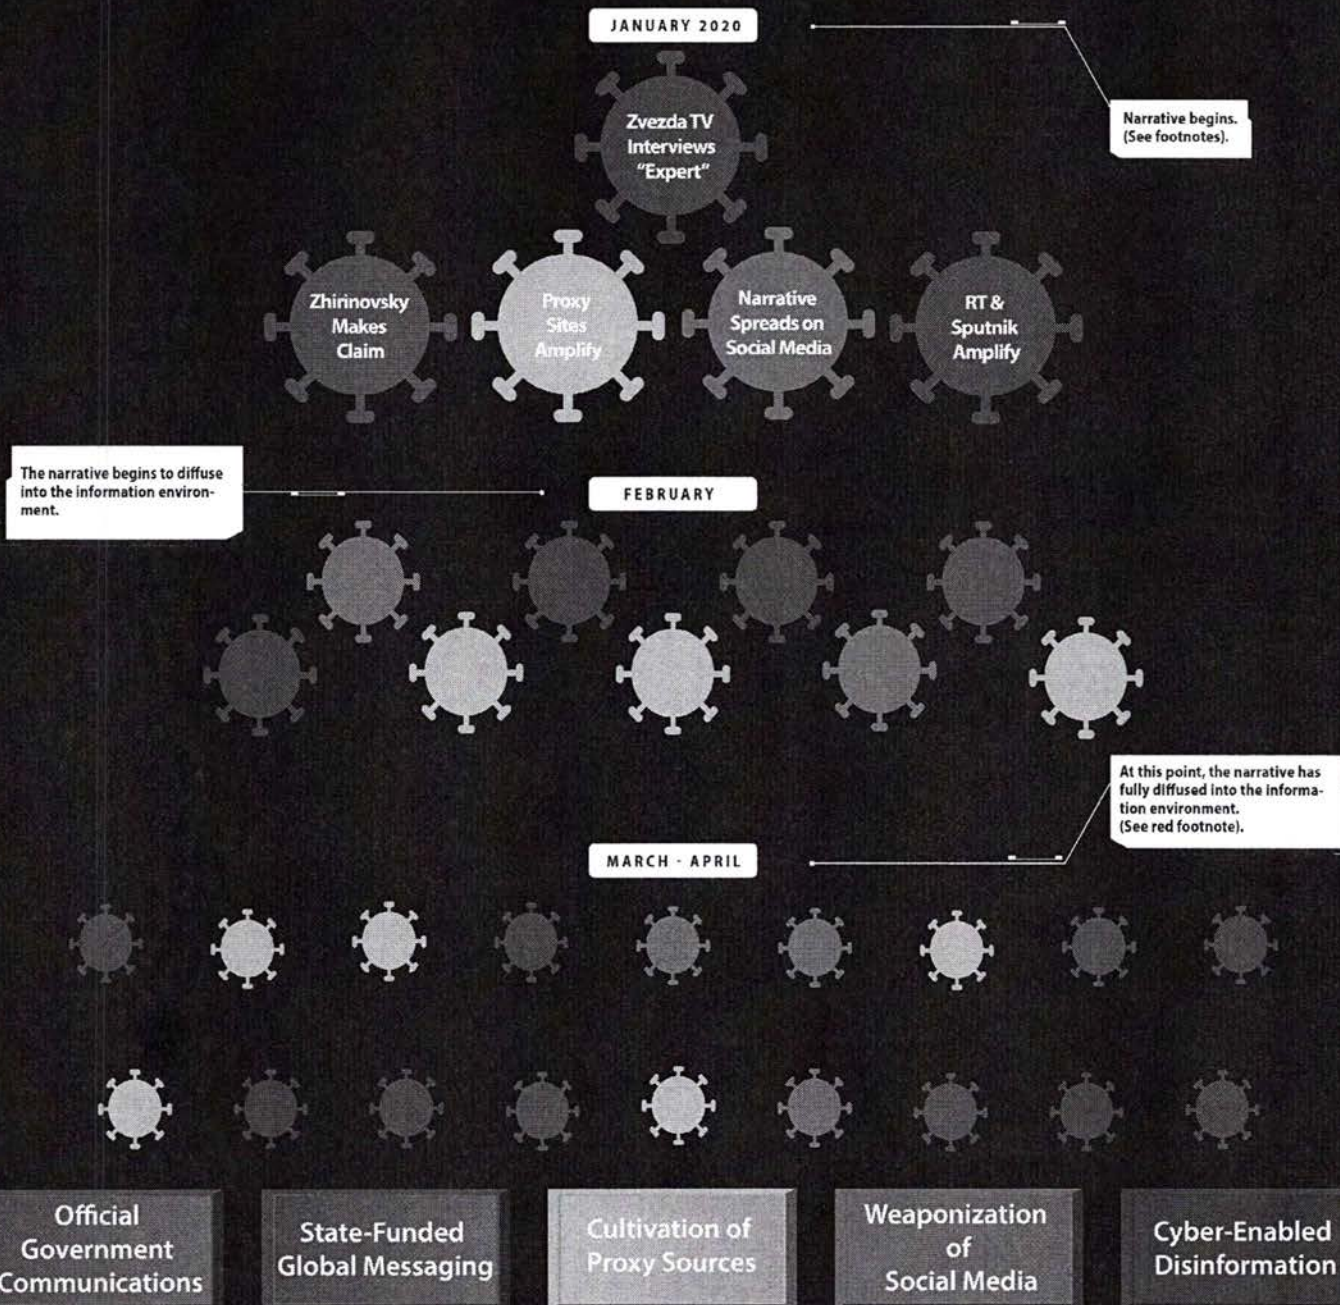 JANUARY 2020
Narrative begins.
(See footnotes).
Zvezda TV
Interviews
“Expert”
Zhirinovsky
Makes
Claim
Proxy
Sites
Amplify
Narrative
Spreads on
Social Media
RT &
Sputnik
Amplify
The narrative begins to diffuse
into the information environ-
ment.
FEBRUARY
At this point, the narrative has
fully diffused into the informa-
tion environment.
(See red footnote).
MARCH - APRIL
Official
Government
Communications
State-Funded
Global Messaging
Cultivation of
Proxy Sources
Weaponization
of
Social Media
Cyber-Enabled
Disinformation